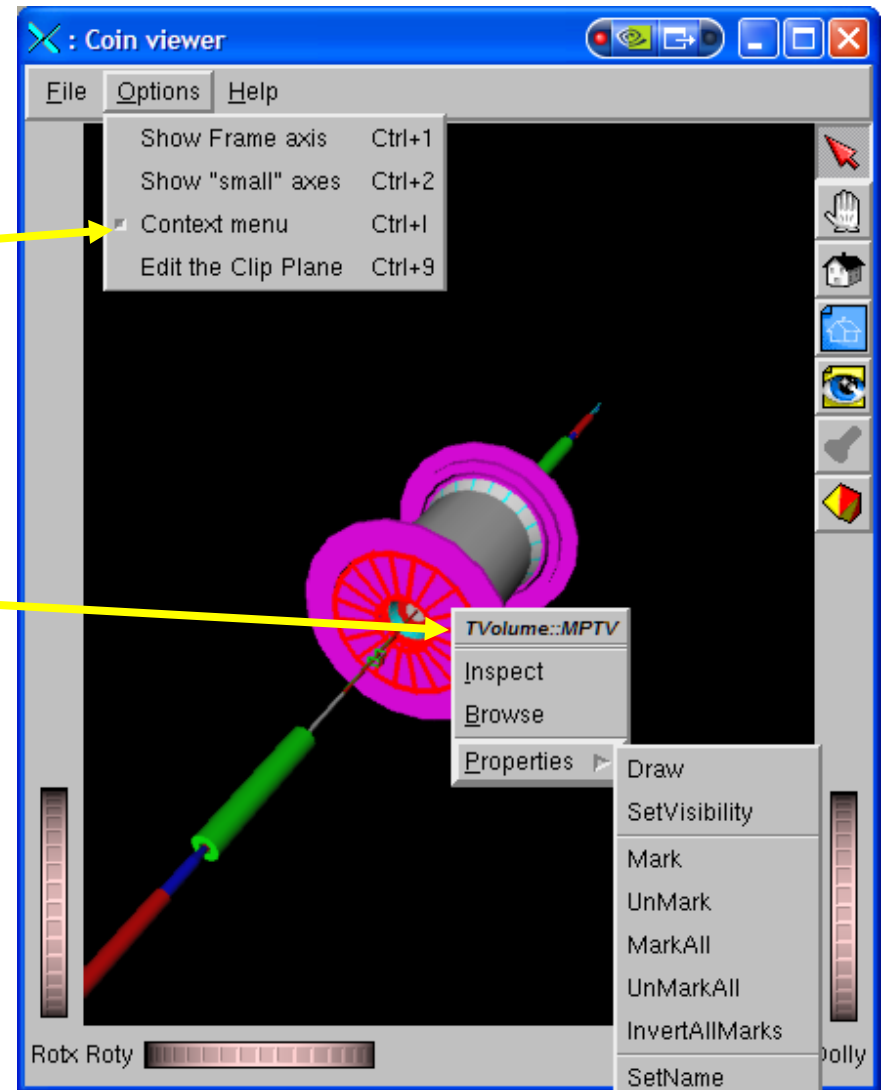 : Coin viewer
File Options Help
Show Frame axis Ctrl+1
Show "small" axes Ctrl+2
Context menu Ctrl+I
Edit the Clip Plane Ctrl+9
TVolume::MPTV
Inspect
Browse
Properties
Draw
SetVisibility
Mark
UnMark
MarkAll
UnMarkAll
InvertAllMarks
SetName
Rotx Roty